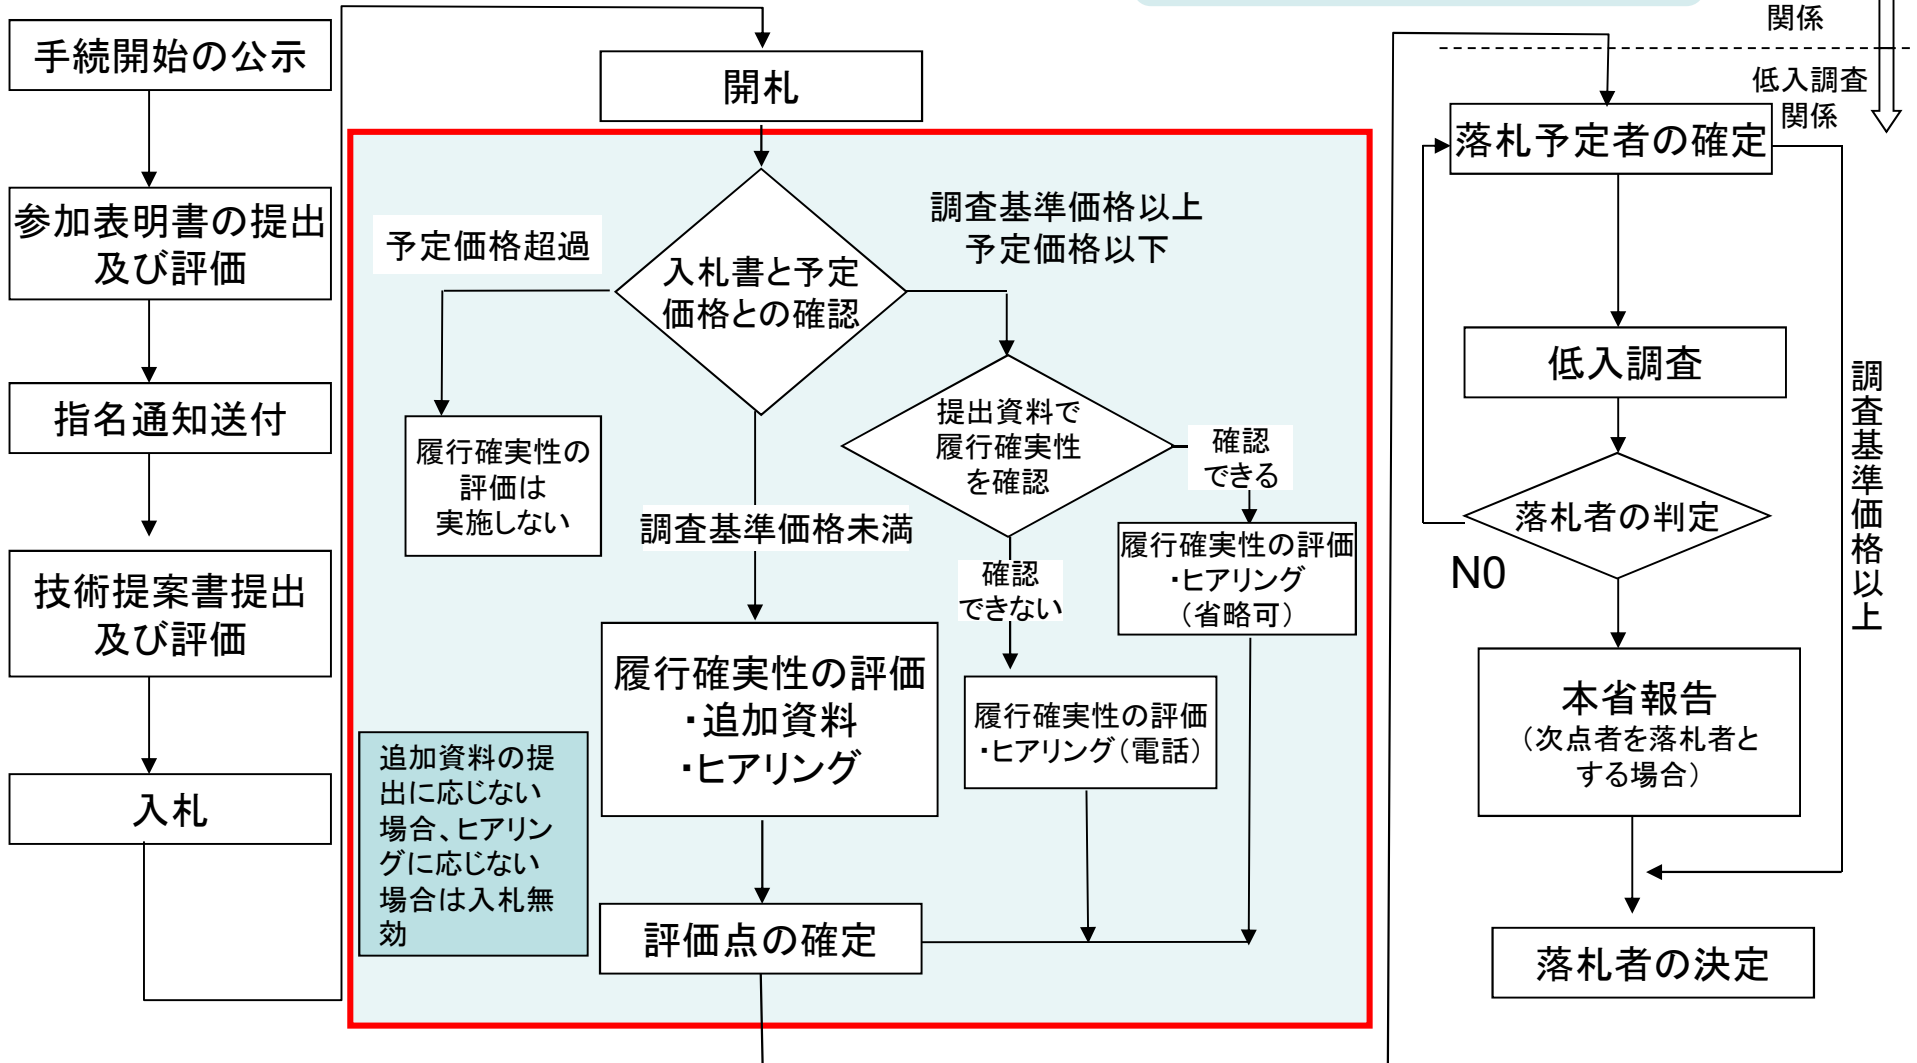 手続開始の公示
参加表明書の提出
及び評価
指名通知送付
技術提案書提出
及び評価
入札
開札
予定価格超過
入札書と予定
価格との確認
調査基準価格以上
予定価格以下
履行確実性の
評価は
実施しない
調査基準価格未満
提出資料で
履行確実性
を確認
確認
できる
確認
できない
履行確実性の評価
・ヒアリング
（省略可）
履行確実性の評価
・追加資料
・ヒアリング
履行確実性の評価
・ヒアリング（電話）
追加資料の提
出に応じない
場合、ヒアリン
グに応じない
場合は入札無
効
評価点の確定
関係
低入調査
関係
落札予定者の確定
低入調査
落札者の判定
N0
調査基準価格以上
本省報告
（次点者を落札者と
する場合）
落札者の決定